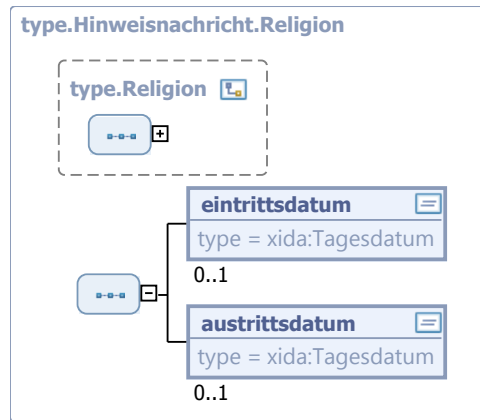 type.Hinweisnachricht.Religion
type.Religion
eintrittsdatum
type = xida:Tagesdatum
0..1
austrittsdatum
type = xida:Tagesdatum
0..1